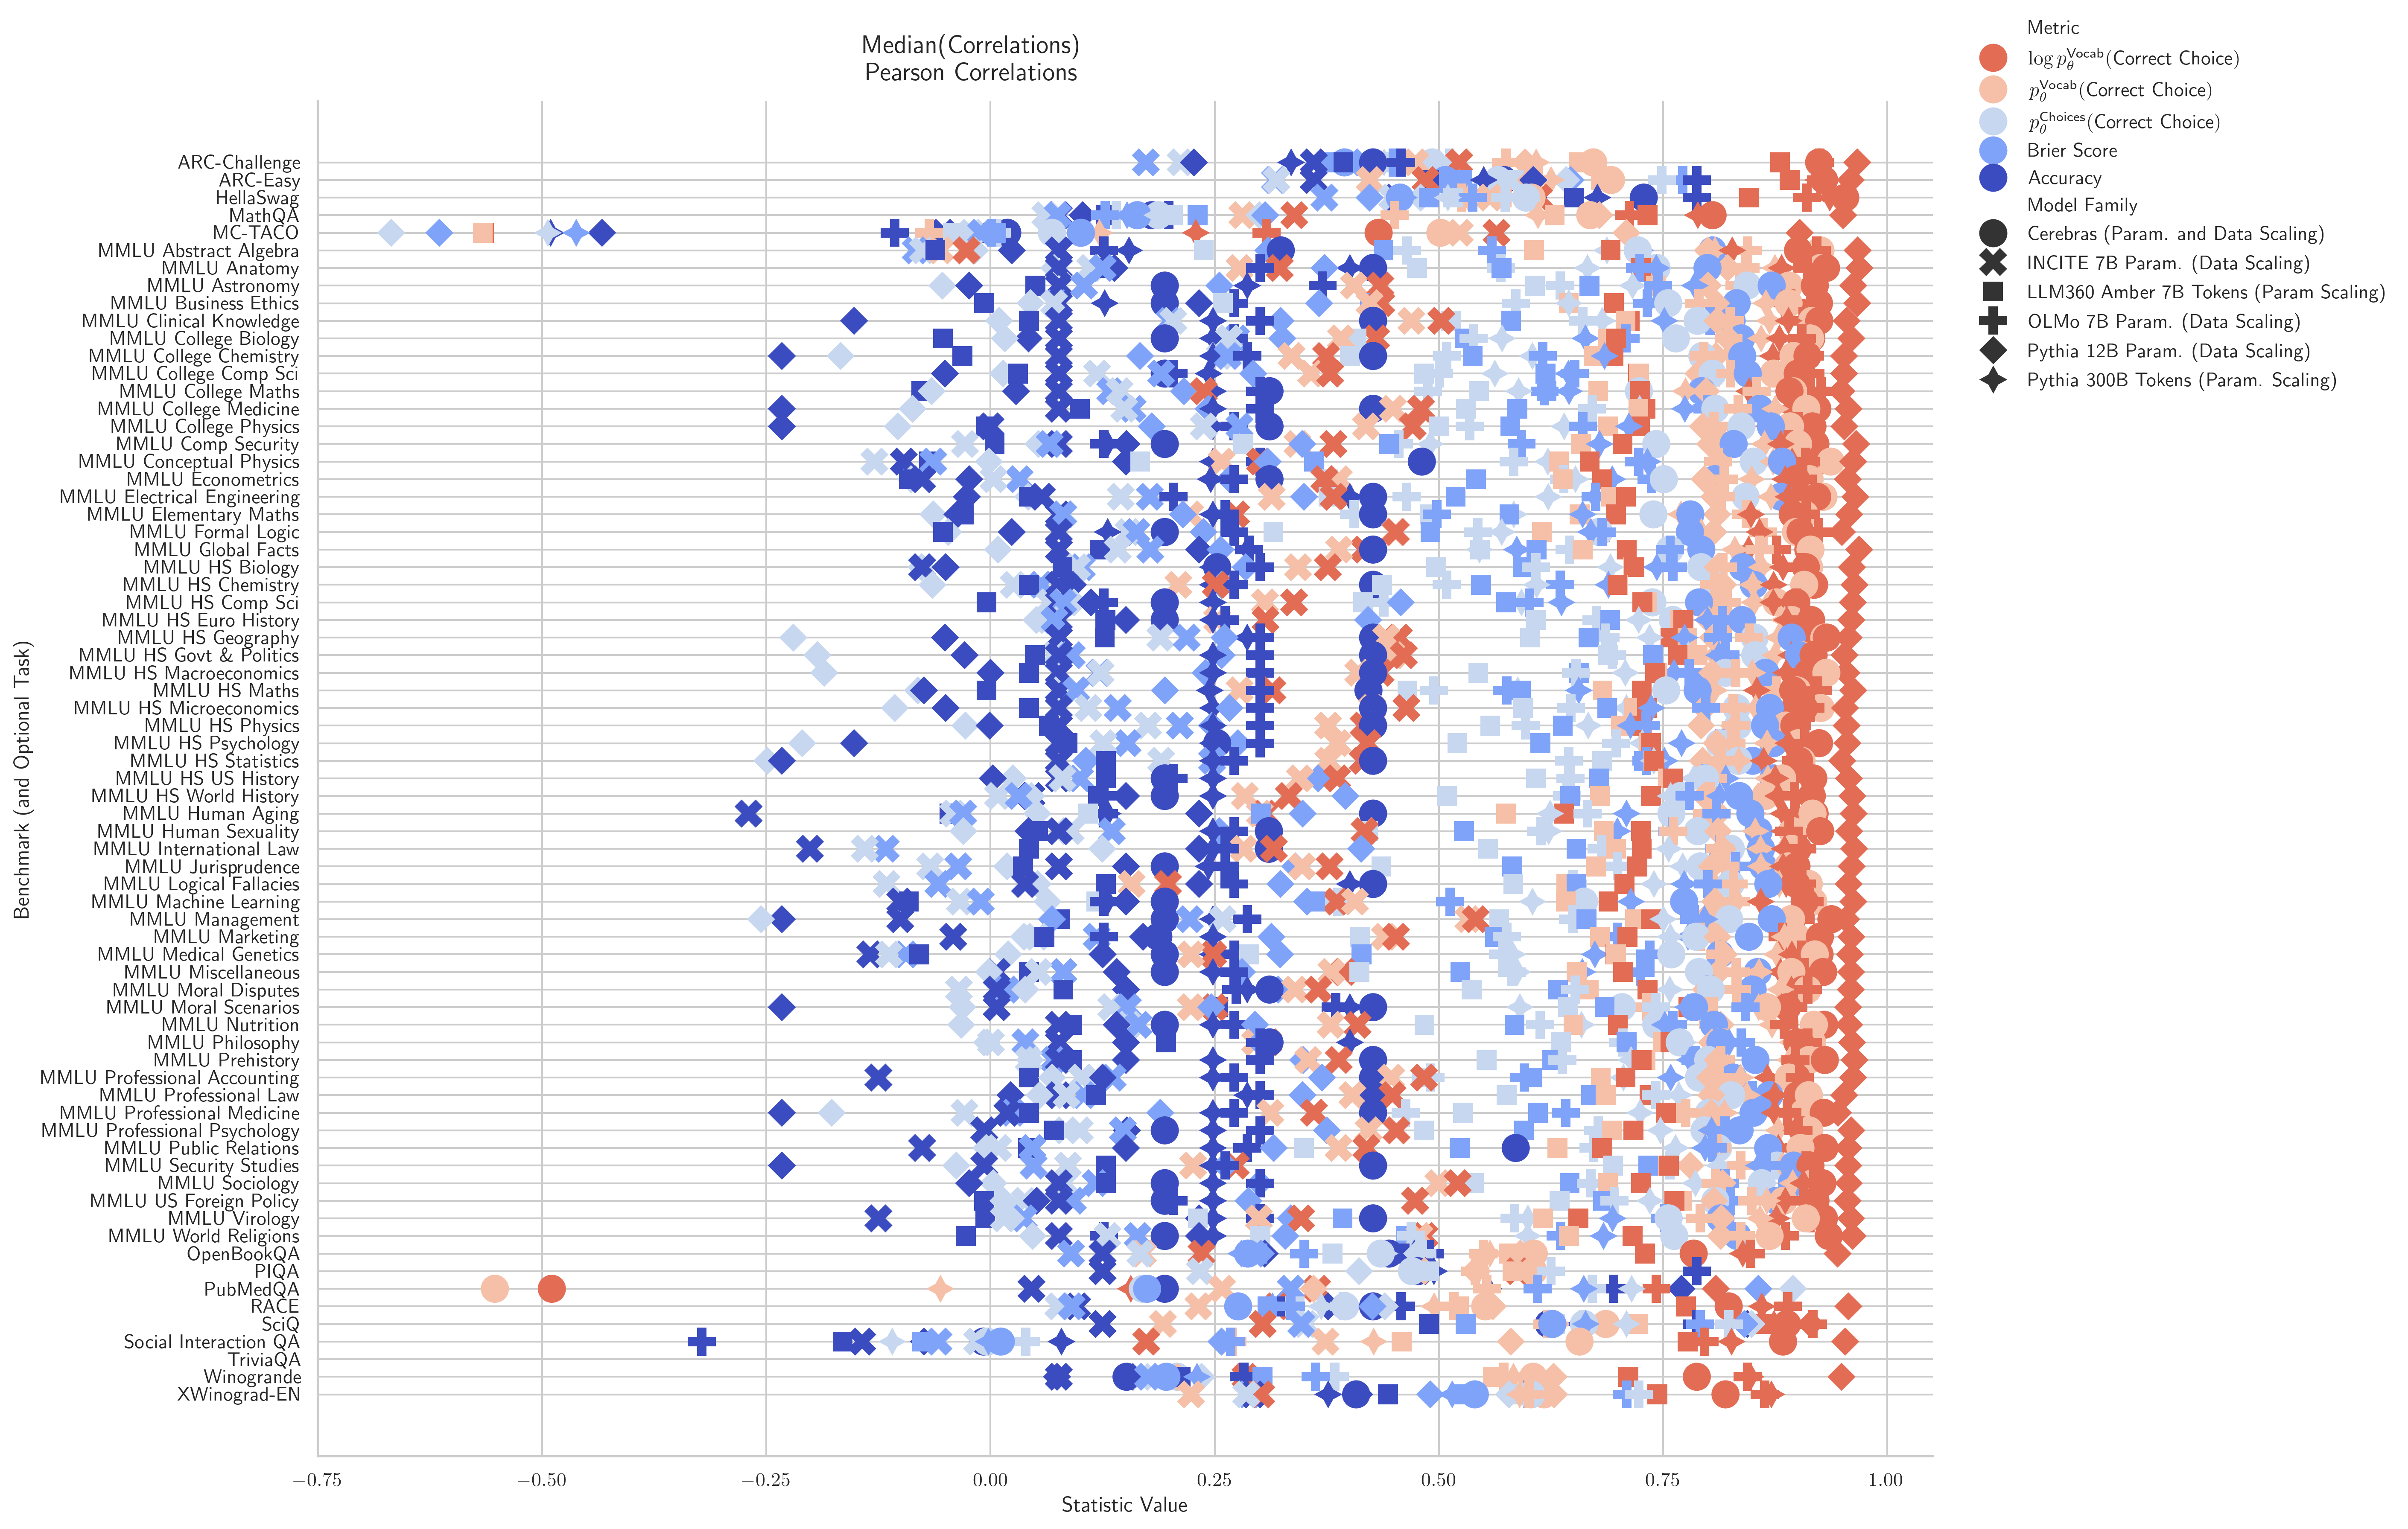 Median(Correlations)
Pearson Correlations
Metric
log p_θ^Vocab(Correct Choice)
p_θ^Vocab(Correct Choice)
p_θ^Choices(Correct Choice)
Brier Score
Accuracy
Model Family
Cerebras (Param. and Data Scaling)
INCITE 7B Param. (Data Scaling)
LLM360 Amber 7B Tokens (Param Scaling)
OLMo 7B Param. (Data Scaling)
Pythia 12B Param. (Data Scaling)
Pythia 300B Tokens (Param. Scaling)
Benchmark (and Optional Task)
ARC-Challenge
ARC-Easy
HellaSwag
MathQA
MC-TACO
MMLU Abstract Algebra
MMLU Anatomy
MMLU Astronomy
MMLU Business Ethics
MMLU Clinical Knowledge
MMLU College Biology
MMLU College Chemistry
MMLU College Comp Sci
MMLU College Maths
MMLU College Medicine
MMLU College Physics
MMLU Comp Security
MMLU Conceptual Physics
MMLU Econometrics
MMLU Electrical Engineering
MMLU Elementary Maths
MMLU Formal Logic
MMLU Global Facts
MMLU HS Biology
MMLU HS Chemistry
MMLU HS Comp Sci
MMLU HS Euro History
MMLU HS Geography
MMLU HS Govt & Politics
MMLU HS Macroeconomics
MMLU HS Maths
MMLU HS Microeconomics
MMLU HS Physics
MMLU HS Psychology
MMLU HS Statistics
MMLU HS US History
MMLU HS World History
MMLU Human Aging
MMLU Human Sexuality
MMLU International Law
MMLU Jurisprudence
MMLU Logical Fallacies
MMLU Machine Learning
MMLU Management
MMLU Marketing
MMLU Medical Genetics
MMLU Miscellaneous
MMLU Moral Disputes
MMLU Moral Scenarios
MMLU Nutrition
MMLU Philosophy
MMLU Prehistory
MMLU Professional Accounting
MMLU Professional Law
MMLU Professional Medicine
MMLU Professional Psychology
MMLU Public Relations
MMLU Security Studies
MMLU Sociology
MMLU US Foreign Policy
MMLU Virology
MMLU World Religions
OpenBookQA
PIQA
PubMedQA
RACE
SciQ
Social Interaction QA
TriviaQA
Winogrande
XWinograd-EN
−0.75 −0.50 −0.25 0.00 0.25 0.50 0.75 1.00
Statistic Value